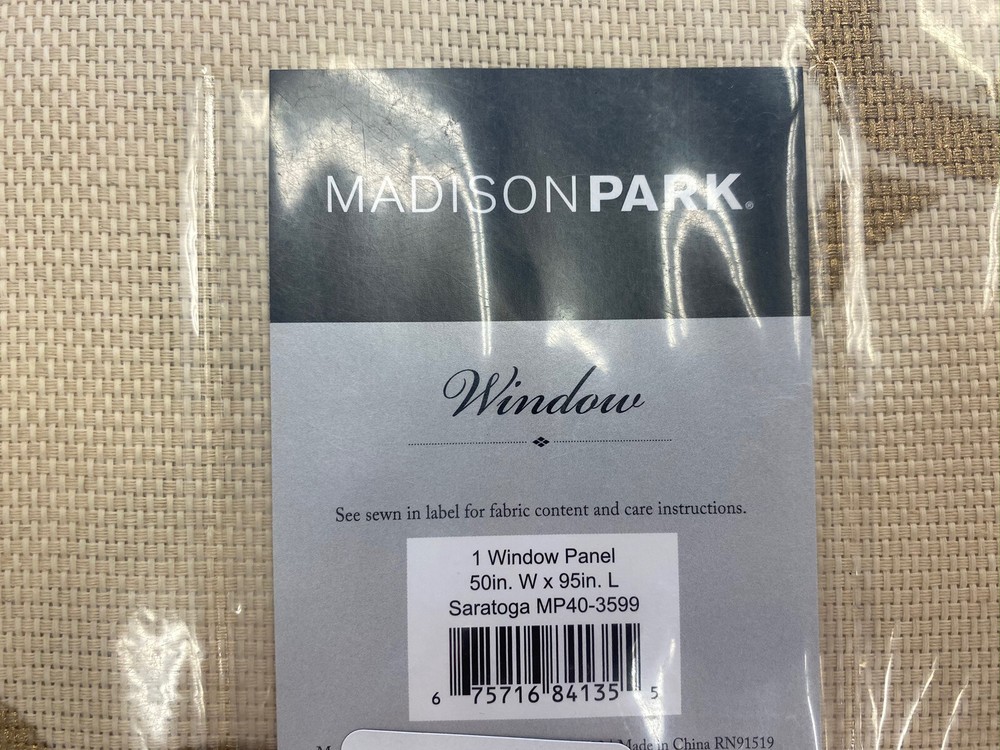 MADISONPARK®
Window
See sewn in label for fabric content and care instructions.
1 Window Panel
50in. W x 95in. L
Saratoga MP40-3599
6 75716 84135 5
Made in China RN91519